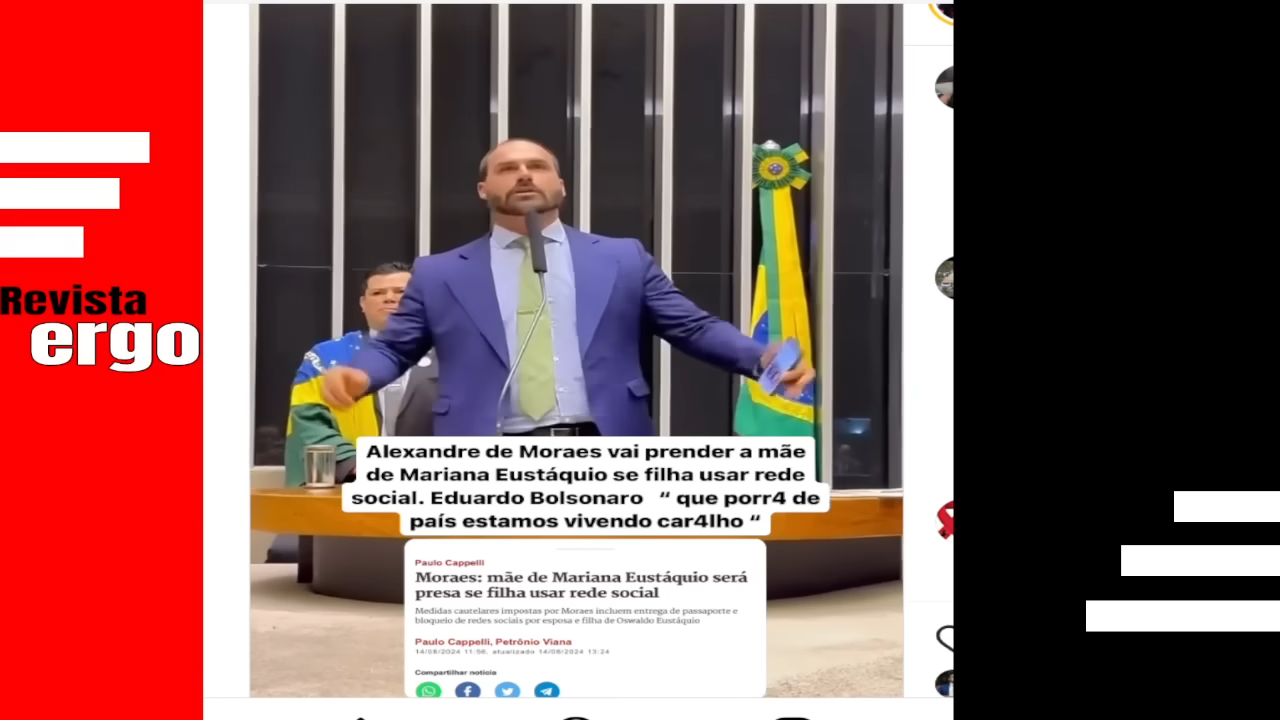 Revista
ergo
Alexandre de Moraes vai prender a mãe
de Mariana Eustáquio se filha usar rede
social. Eduardo Bolsonaro “ que porr4 de
país estamos vivendo car4lho “
Paulo Cappelli
Moraes: mãe de Mariana Eustáquio será
presa se filha usar rede social
Medidas cautelares impostas por Moraes incluem entrega de passaporte e
bloqueio de redes sociais por esposa e filha de Oswaldo Eustáquio
Paulo Cappelli, Petrônio Viana
14/08/2024 11:56, atualizado 14/08/2024 13:24
Compartilhar notícia